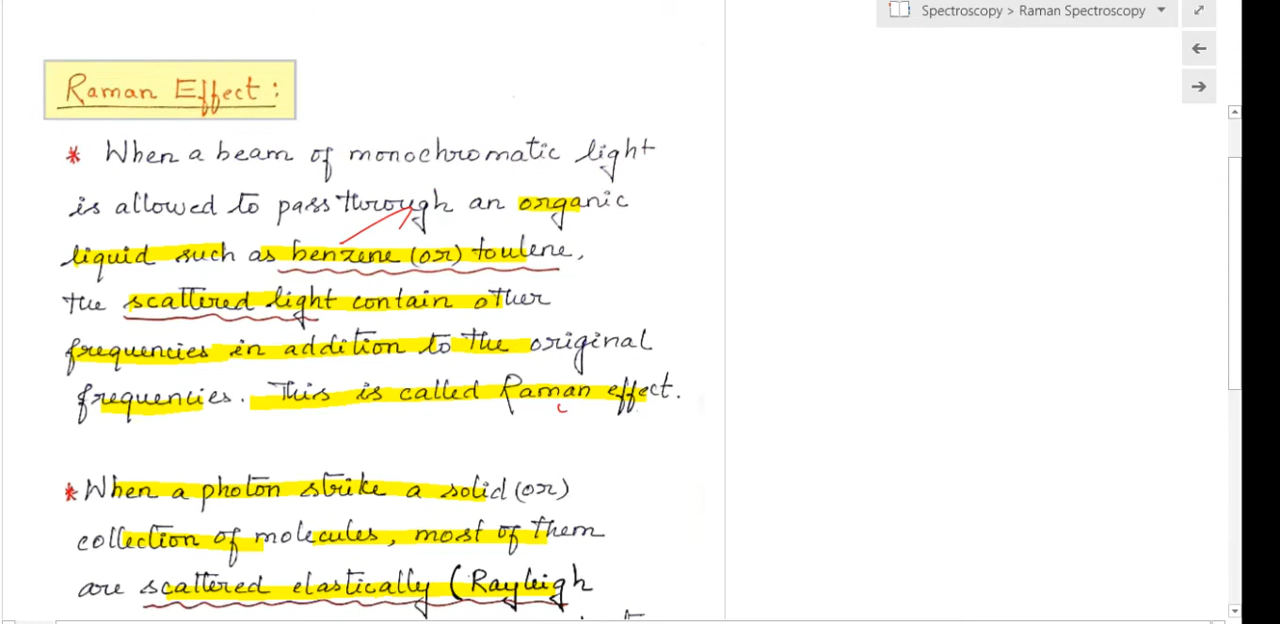 Spectroscopy > Raman Spectroscopy
Raman Effect:
* When a beam of monochromatic light
is allowed to pass through an organic
liquid such as benzene (or) toulene,
the scattered light contain other
frequencies in addition to the original
frequencies. This is called Raman effect.
* When a photon strike a solid (or)
collection of molecules, most of them
are scattered elastically (Rayleigh